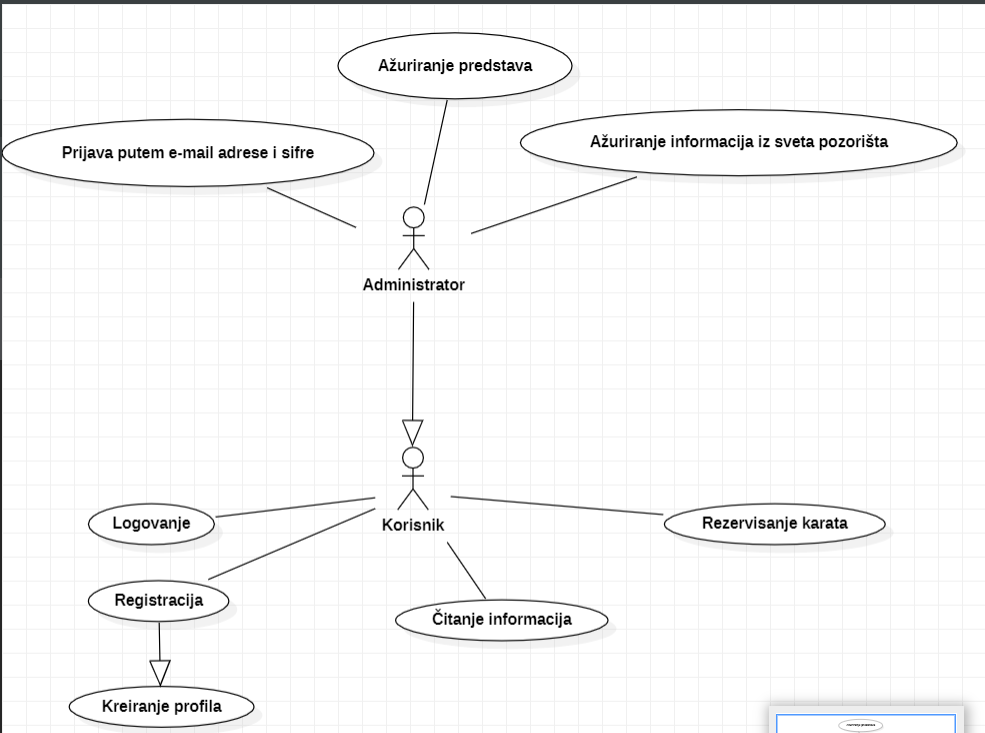 Ažuriranje predstava
Ažuriranje informacija iz sveta pozorišta
Prijava putem e-mail adrese i sifre
Administrator
Logovanje
Korisnik
Rezervisanje karata
Registracija
Čitanje informacija
Kreiranje profila